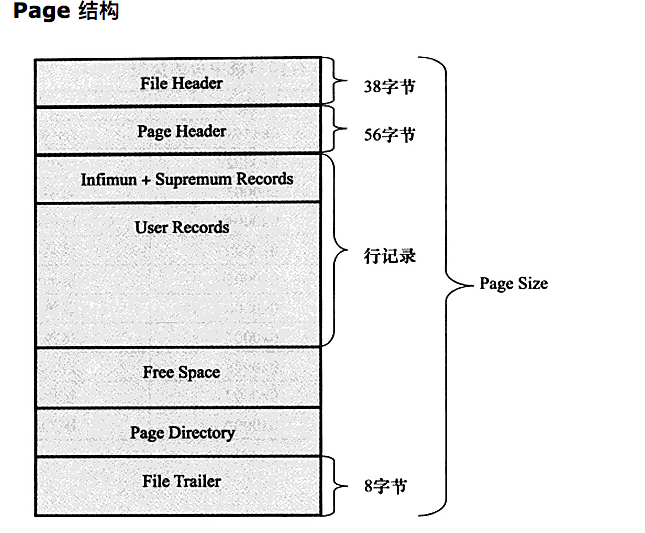 Page 结构
File Header
38字节
Page Header
56字节
Infimun + Supremum Records
User Records
行记录
Page Size
Free Space
Page Directory
File Trailer
8字节